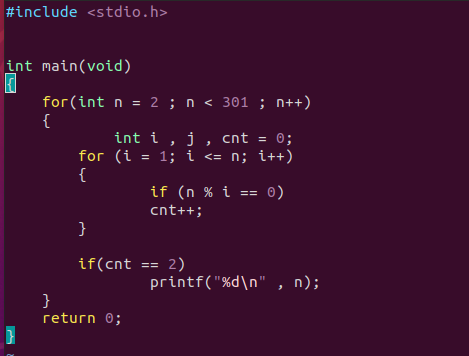 #include <stdio.h>
int main(void)
{
    for(int n = 2 ; n < 301 ; n++)
    {
            int i , j , cnt = 0;
        for (i = 1; i <= n; i++)
        {
                if (n % i == 0)
                cnt++;
        }
        if(cnt == 2)
                printf("%d\n" , n);
    }
    return 0;
}
~